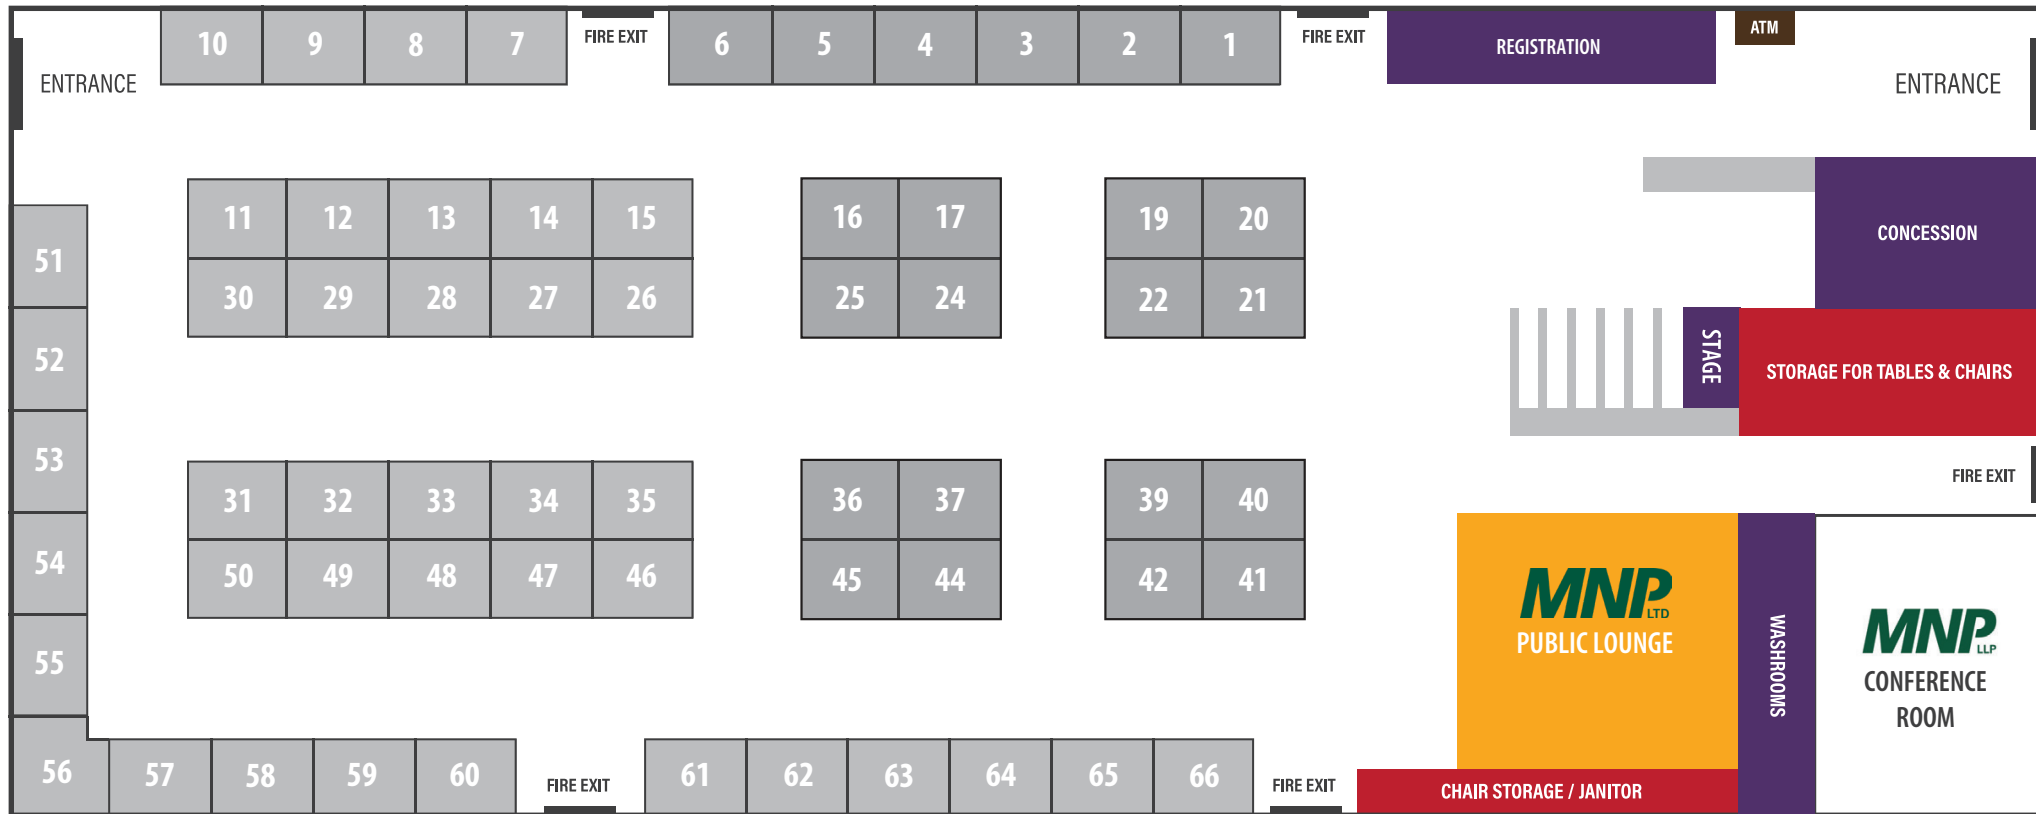 10 9 8 7 FIRE EXIT 6 5 4 3 2 1 FIRE EXIT REGISTRATION ATM
ENTRANCE ENTRANCE
11 12 13 14 15 16 17 19 20
CONCESSION
51
30 29 28 27 26 25 24 22 21
52
STAGE
STORAGE FOR TABLES & CHAIRS
53
FIRE EXIT
31 32 33 34 35 36 37 39 40
54
50 49 48 47 46 45 44 42 41
MNP
LTD
PUBLIC LOUNGE
WASHROOMS
MNP
LLP
CONFERENCE
ROOM
55
56 57 58 59 60 FIRE EXIT 61 62 63 64 65 66 FIRE EXIT
CHAIR STORAGE / JANITOR